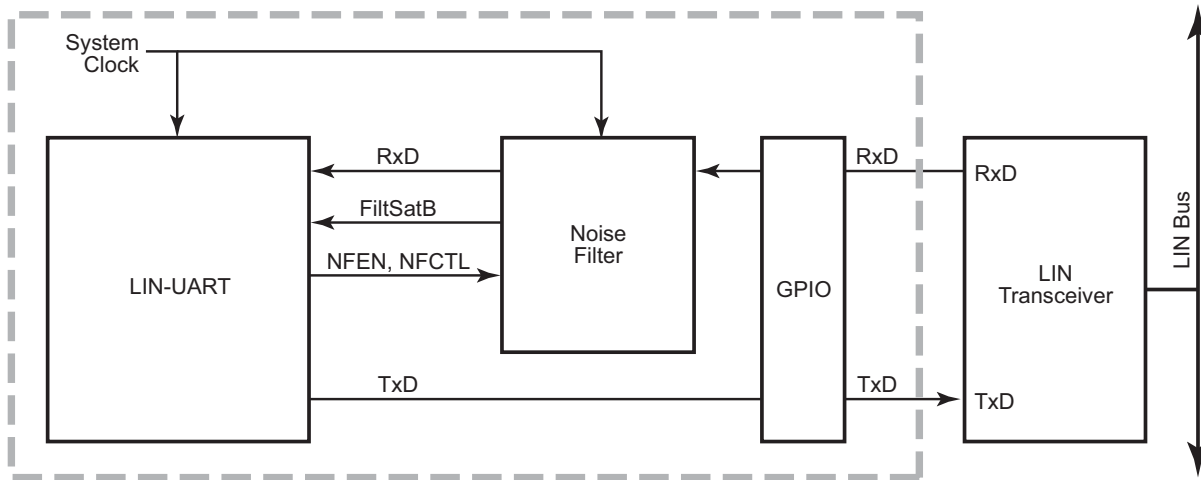 System
Clock
RxD
RxD
RxD
FiltSatB
Noise
Filter
NFEN, NFCTL
LIN-UART
GPIO
LIN
Transceiver
LIN Bus
TxD
TxD
TxD